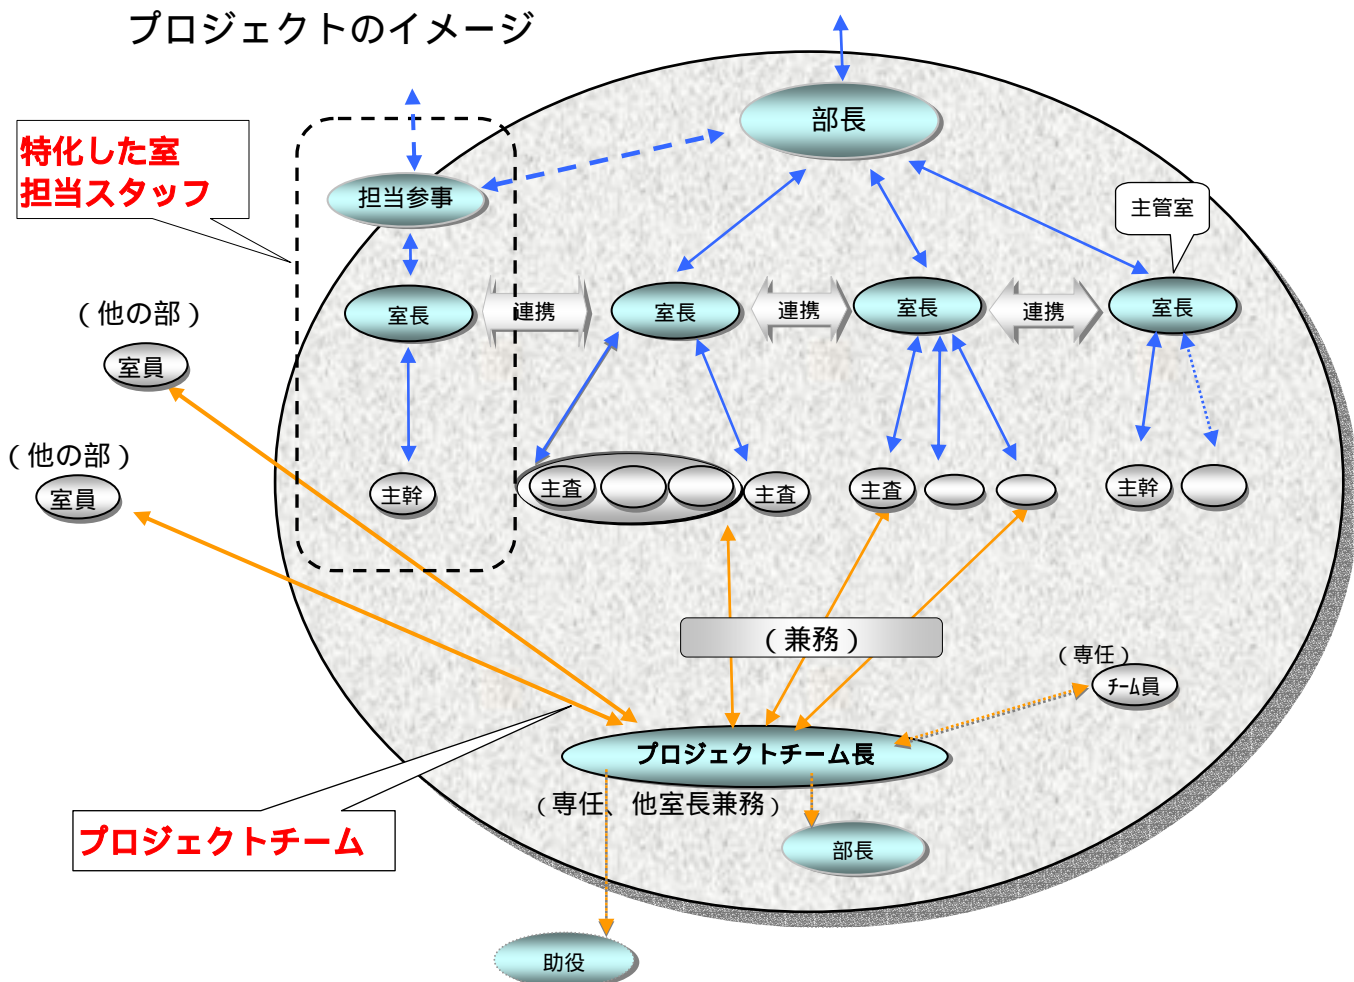 プロジェクトのイメージ
部長
特化した室
担当スタッフ
担当参事
主管室
(他の部)
室長
連携
室長
連携
室長
連携
室長
室員
(他の部)
室員
主幹
主査
主査
主査
主幹
(兼務)
(専任)
チーム員
プロジェクトチーム長
(専任、他室長兼務)
プロジェクトチーム
部長
助役